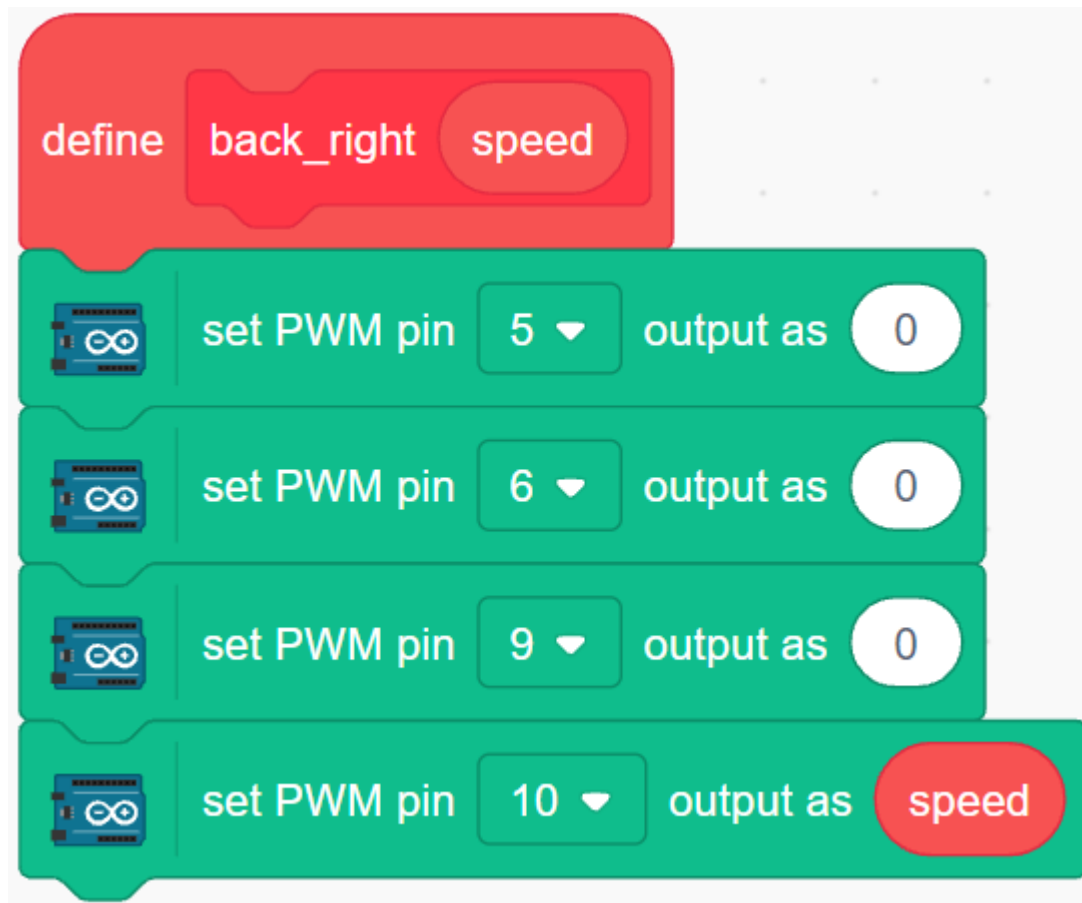 define back_right speed
set PWM pin 5 output as 0
set PWM pin 6 output as 0
set PWM pin 9 output as 0
set PWM pin 10 output as speed